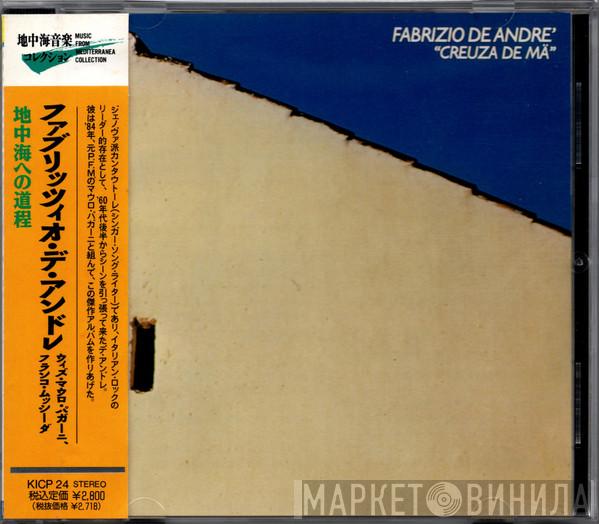 地中海音楽
コレクション
MUSIC
FROM
MEDITERRANEA
COLLECTION
FABRIZIO DE ANDRE'
"CREUZA DE MÄ"
ファブリッツィオ・デ・アンドレ
ウィズ・マウロ・パガーニ、
フランコ・ムッシーダ
地中海への道程
ジェノヴァ派カンタウトーレ(シンガー・ソング・ライター)であり、イタリアン・ロックの
リーダー的存在として、'60年代後半からシーンを引っ張って来たデ・アンドレ。
彼は'84年、元P.F.Mのマウロ・パガーニと組んで、この傑作アルバムを作りあげた。
KICP 24 STEREO
税込定価 ¥2,800
(税抜価格 ¥2,718)
МАРКЕТ ВИНИЛА